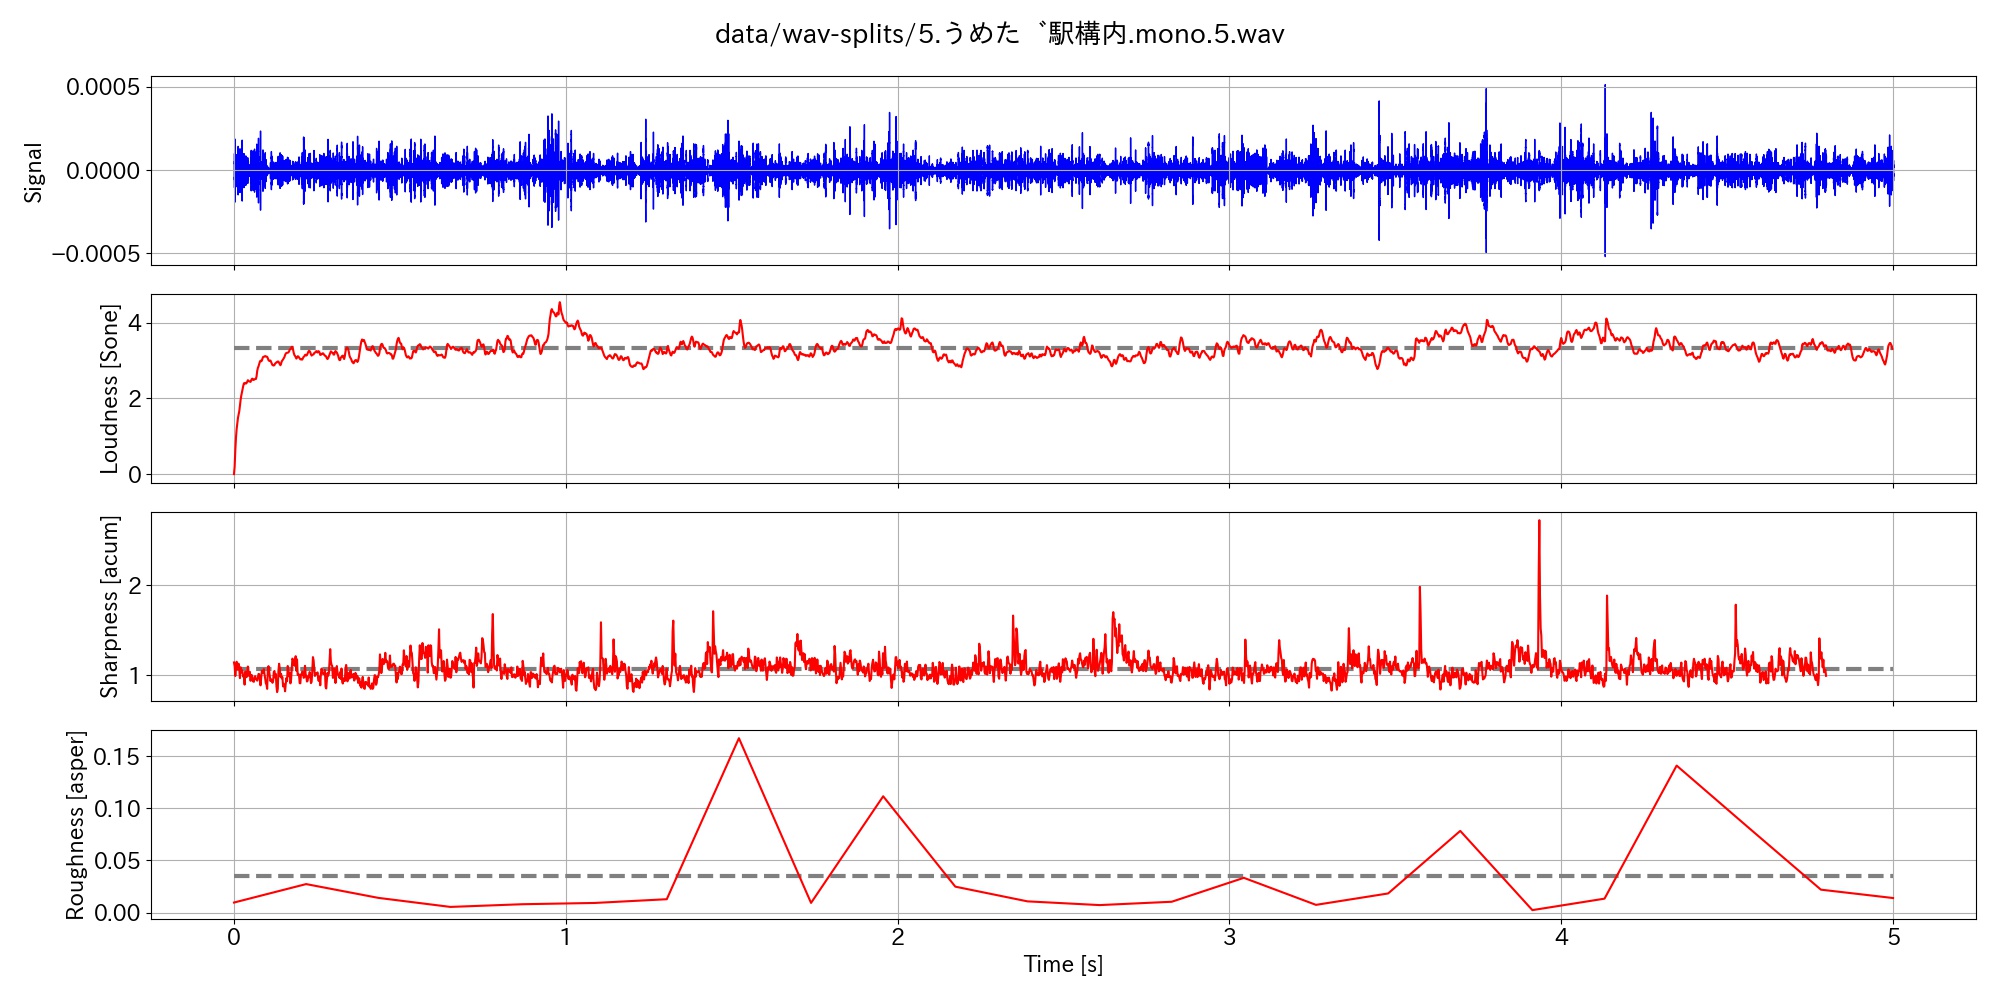 data/wav-splits/5.うめた゛駅構内.mono.5.wav
0.0005
0.0000
−0.0005
Signal
4
2
0
Loudness [Sone]
2
1
Sharpness [acum]
0.15
0.10
0.05
0.00
Roughness [asper]
0 1 2 3 4 5
Time [s]